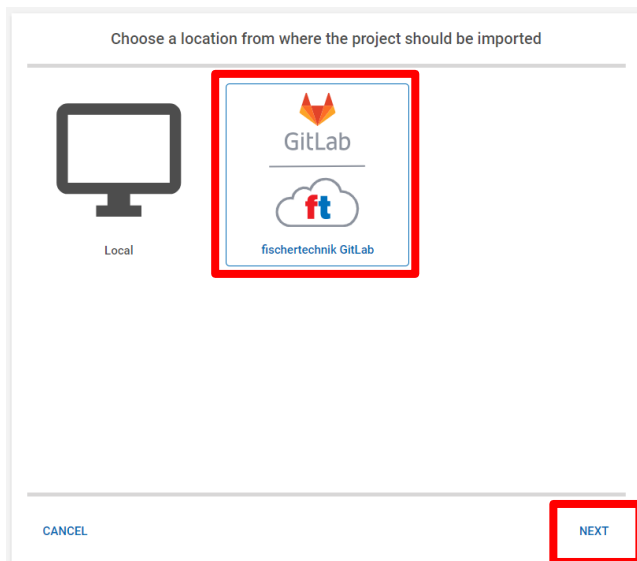 Choose a location from where the project should be imported
GitLab
ft
Local
fischertechnik GitLab
CANCEL
NEXT